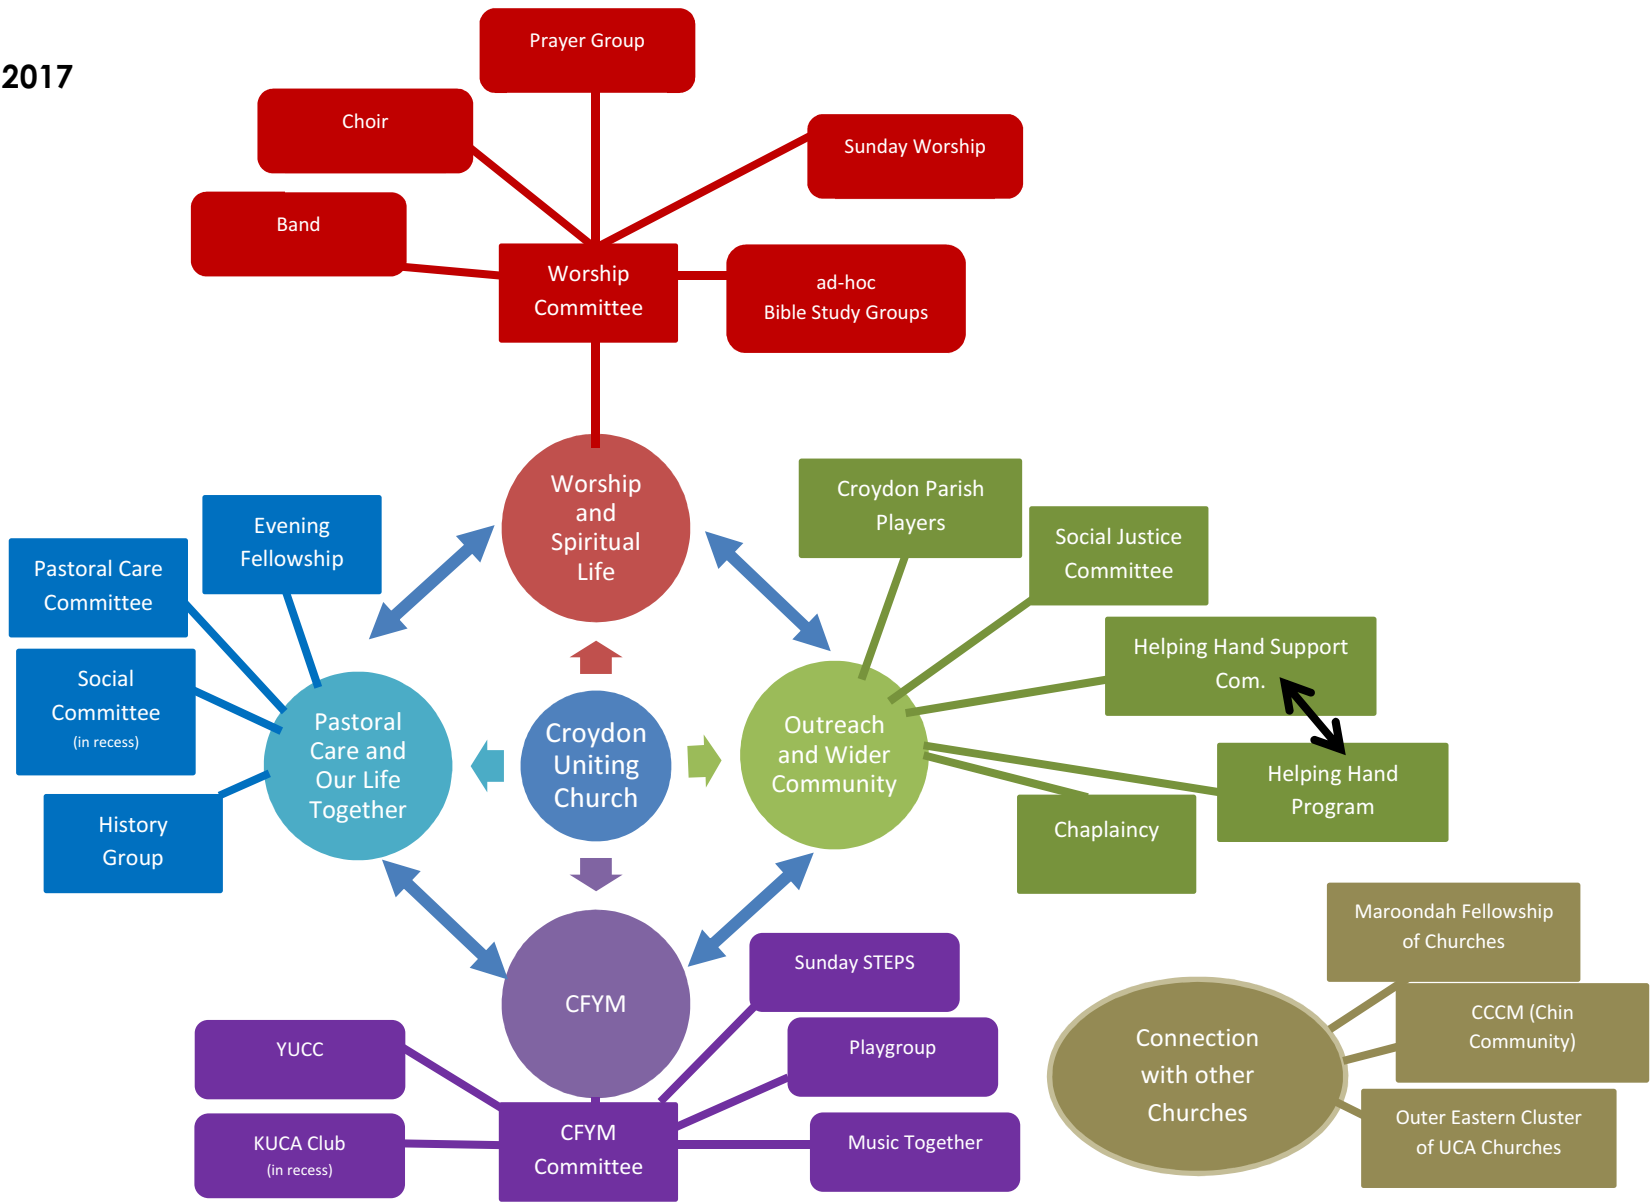 2017
Prayer Group
Choir
Sunday Worship
Band
Worship
Committee
ad-hoc
Bible Study Groups
Worship
and
Spiritual
Life
Evening
Fellowship
Pastoral Care
Committee
Social
Committee
(in recess)
History
Group
Pastoral
Care and
Our Life
Together
Croydon
Uniting
Church
Outreach
and Wider
Community
Croydon Parish
Players
Social Justice
Committee
Helping Hand Support
Com.
Helping Hand
Program
Chaplaincy
CFYM
Sunday STEPS
YUCC
Playgroup
KUCA Club
(in recess)
CFYM
Committee
Music Together
Connection
with other
Churches
Maroondah Fellowship
of Churches
CCCM (Chin
Community)
Outer Eastern Cluster
of UCA Churches